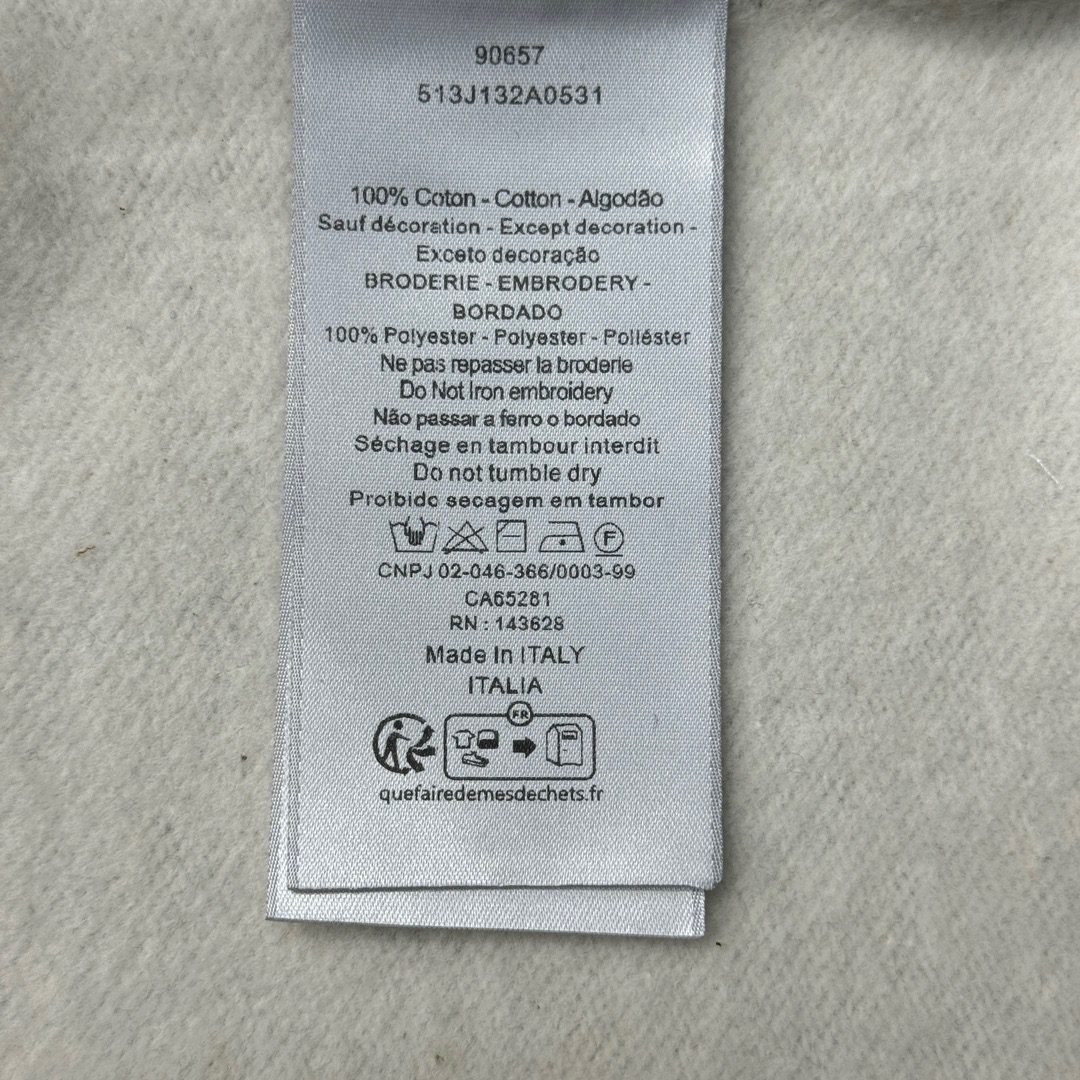 90657
513J132A0531
100% Coton - Cotton - Algodão
Sauf décoration - Except decoration -
Exceto decoração
BRODERIE - EMBRODERY -
BORDADO
100% Polyester - Polyester - Poliéster
Ne pas repasser la broderie
Do Not Iron embroidery
Não passar a ferro o bordado
Séchage en tambour interdit
Do not tumble dry
Proibido secagem em tambor
F
CNPJ 02-046-366/0003-99
CA65281
RN : 143628
Made In ITALY
ITALIA
FR
quefairedemesdechets.fr